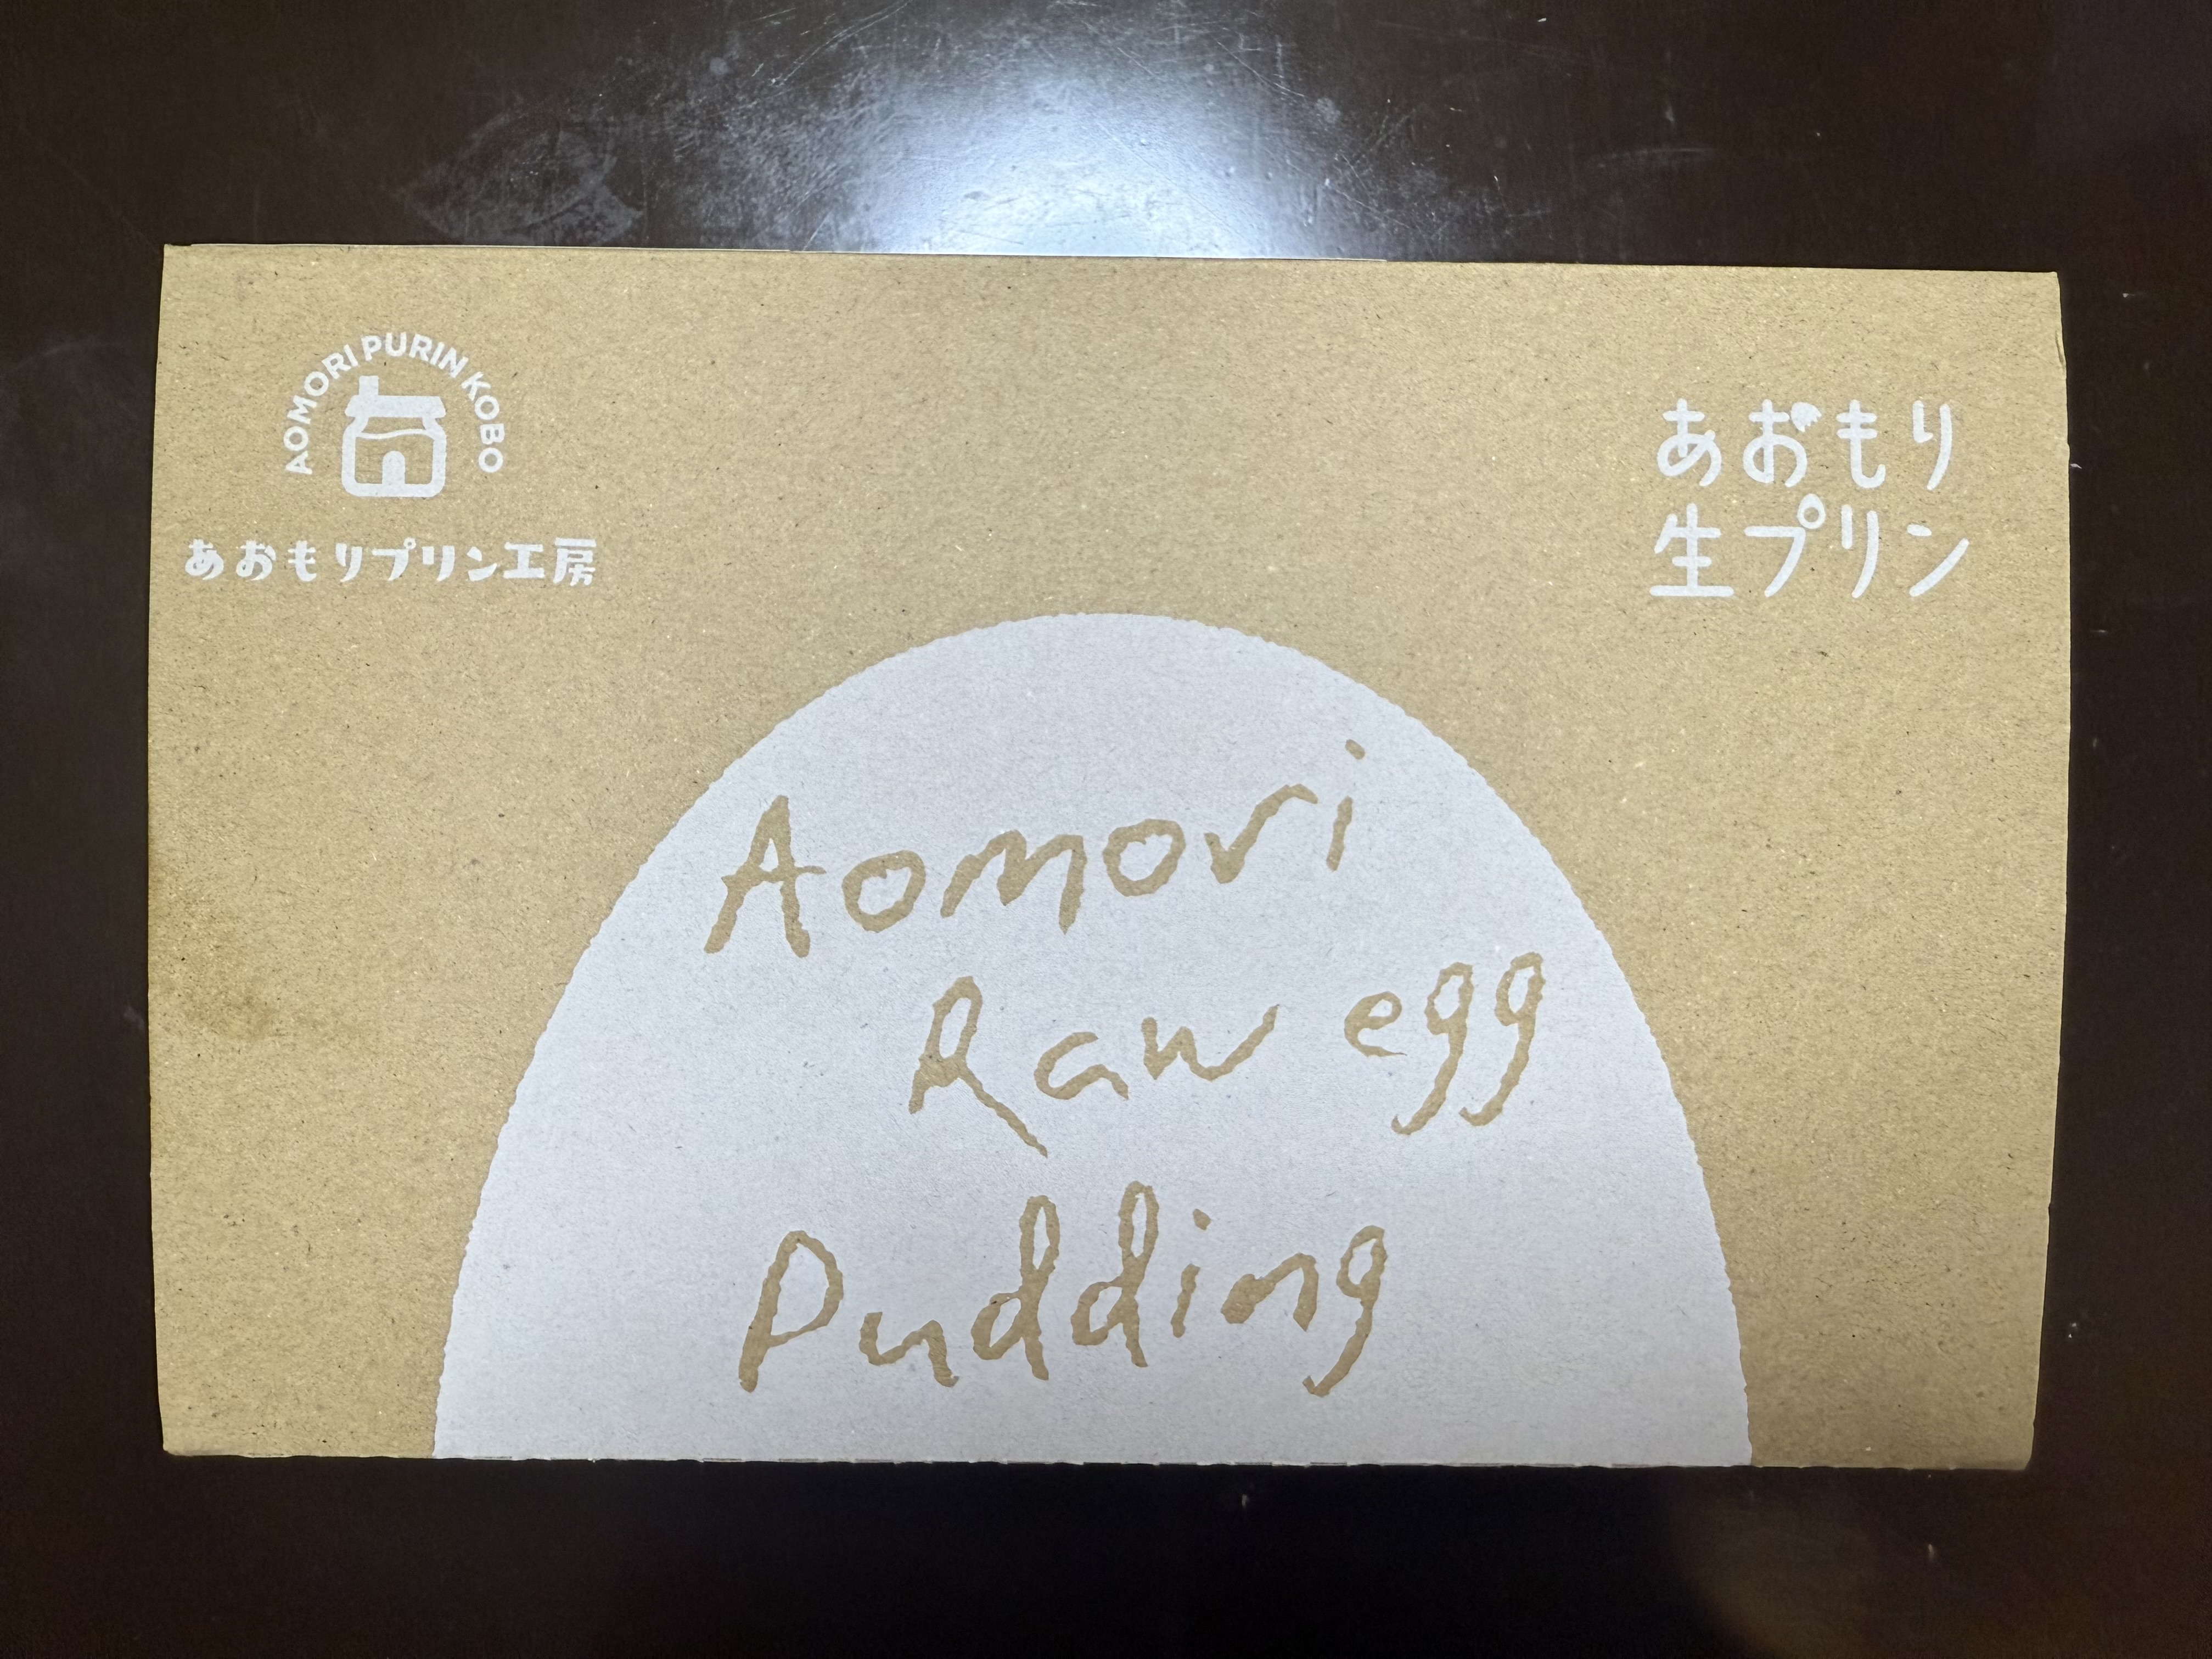 AOMORI PURIN KOBO
あおもりプリン工房
あおもり
生プリン
Aomori
Raw egg
Pudding